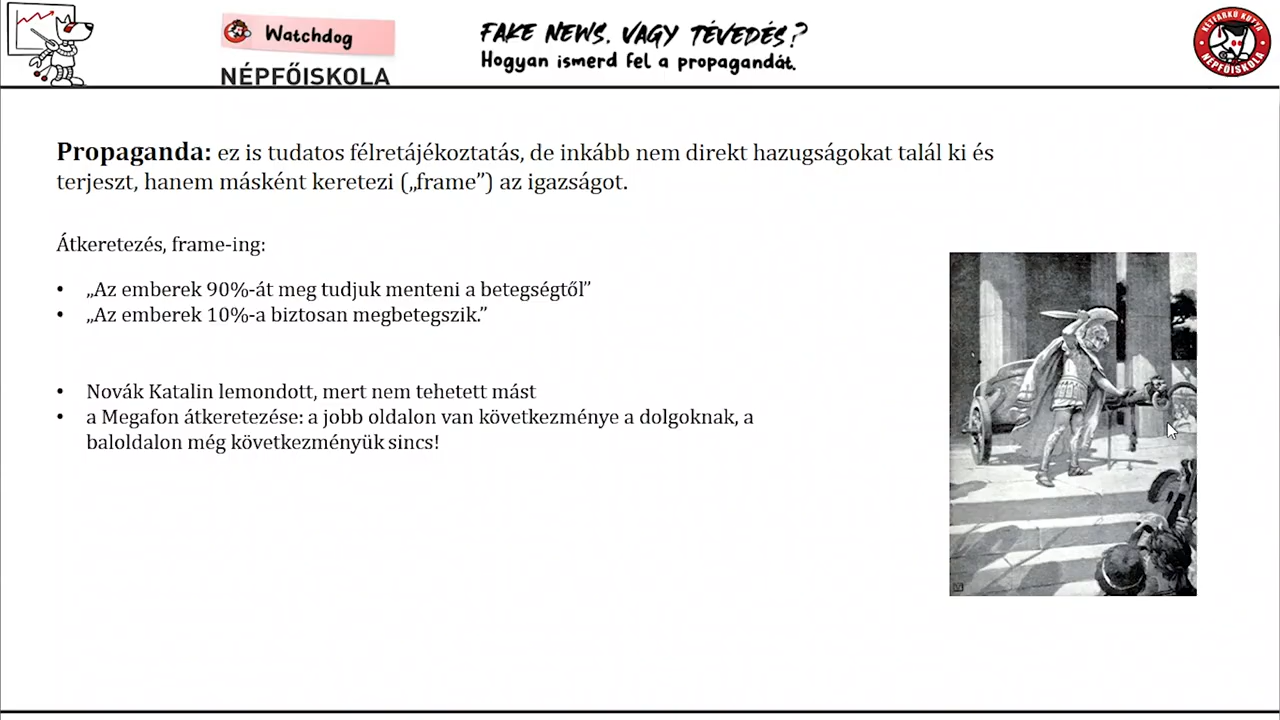 Watchdog
NÉPFŐISKOLA
FAKE NEWS. VAGY TÉVEDÉS?
Hogyan ismerd fel a propagandát.
KÉTFARKÚ KUTYA
NÉPFŐISKOLA
Propaganda: ez is tudatos félretájékoztatás, de inkább nem direkt hazugságokat talál ki és
terjeszt, hanem másként keretezi („frame”) az igazságot.
Átkeretezés, frame-ing:
• „Az emberek 90%-át meg tudjuk menteni a betegségtől”
• „Az emberek 10%-a biztosan megbetegszik.”
• Novák Katalin lemondott, mert nem tehetett mást
• a Megafon átkeretezése: a jobb oldalon van következménye a dolgoknak, a
baloldalon még következményük sincs!